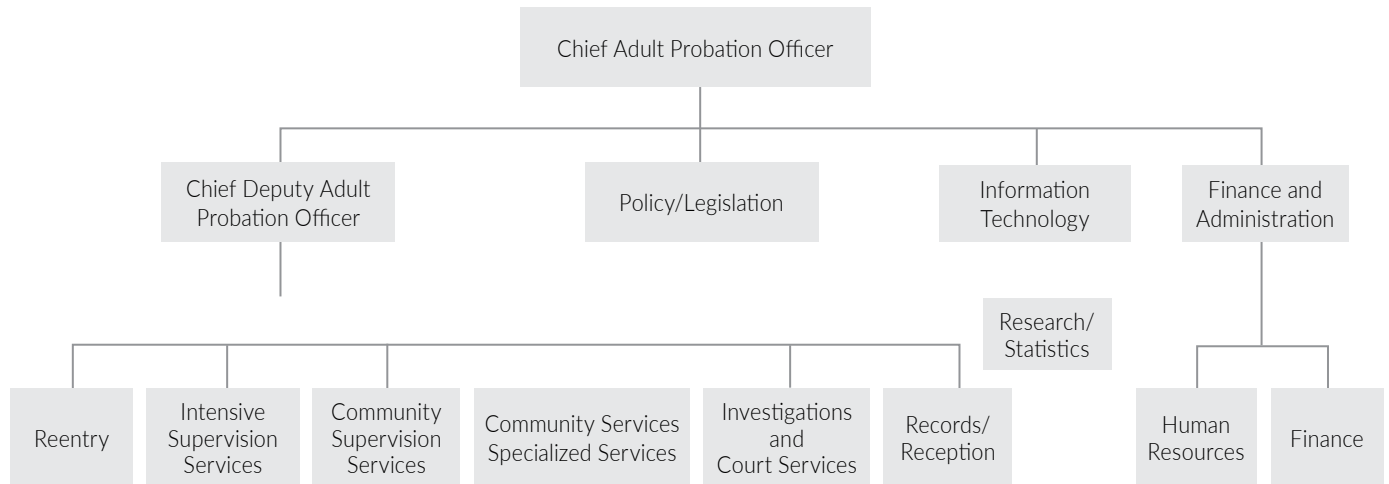 Chief Adult Probation Officer
Chief Deputy Adult
Probation Officer
Policy/Legislation
Information
Technology
Finance and
Administration
Research/
Statistics
Reentry
Intensive
Supervision
Services
Community
Supervision
Services
Community Services
Specialized Services
Investigations
and
Court Services
Records/
Reception
Human
Resources
Finance